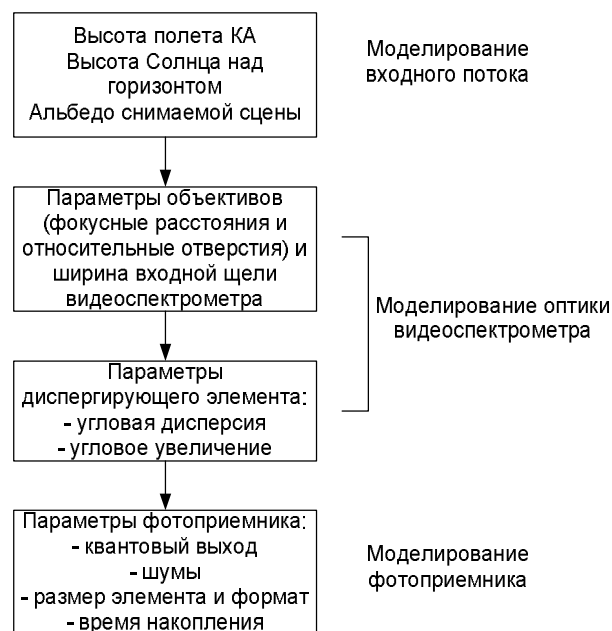 Высота полета КА
Высота Солнца над
горизонтом
Альбедо снимаемой сцены
Моделирование
входного потока
Параметры объективов
(фокусные расстояния и
относительные отверстия) и
ширина входной щели
видеоспектрометра
Моделирование оптики
видеоспектрометра
Параметры
диспергирующего элемента:
- угловая дисперсия
- угловое увеличение
Параметры фотоприемника:
- квантовый выход
- шумы
- размер элемента и формат
- время накопления
Моделирование
фотоприемника